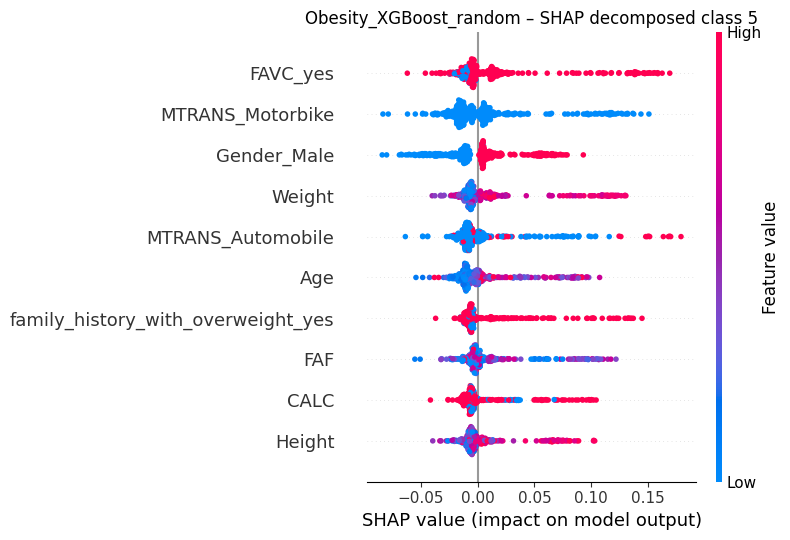 Obesity_XGBoost_random – SHAP decomposed class 5
High
FAVC_yes
MTRANS_Motorbike
Gender_Male
Weight
MTRANS_Automobile
Age
family_history_with_overweight_yes
FAF
CALC
Height
Feature value
Low
−0.05 0.00 0.05 0.10 0.15
SHAP value (impact on model output)